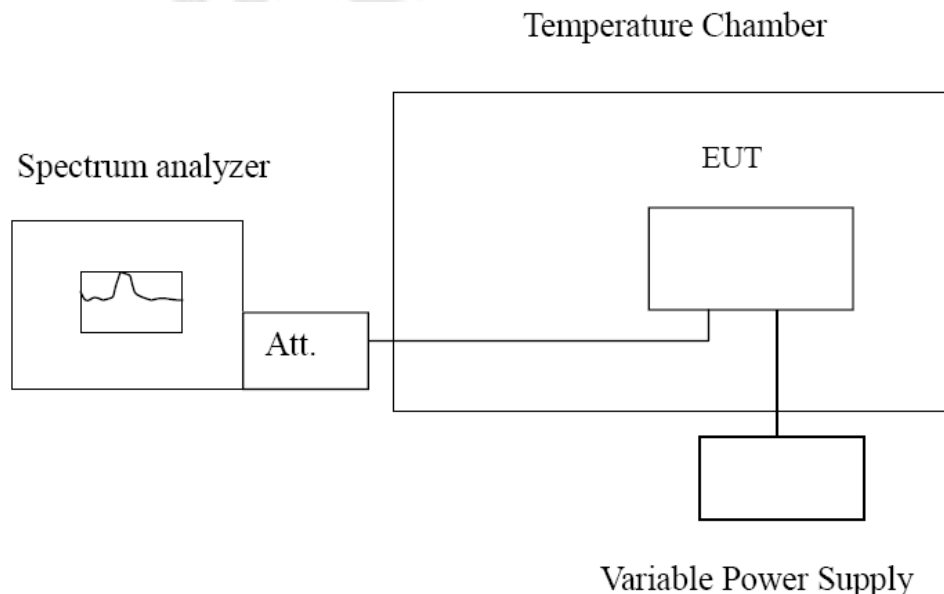 Temperature Chamber
Spectrum analyzer
EUT
Att.
Variable Power Supply